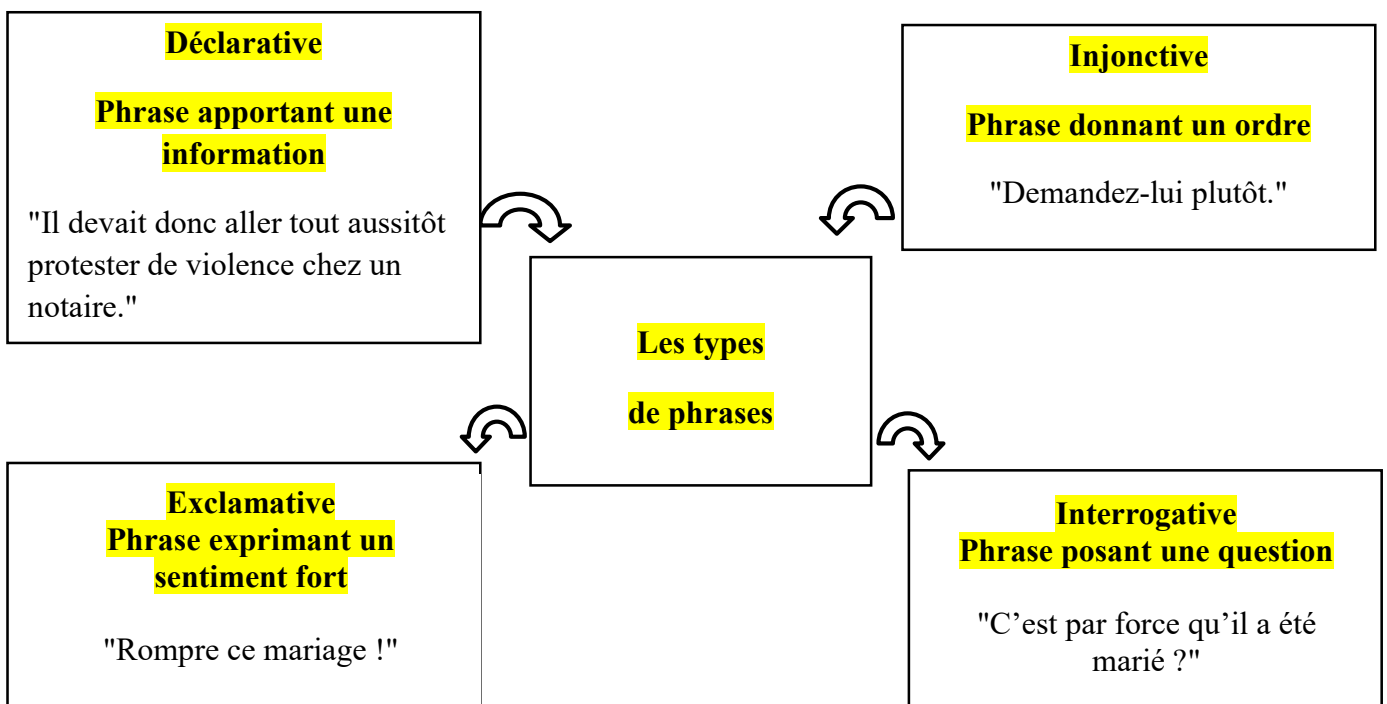 Déclarative
Phrase apportant une
information
"Il devait donc aller tout aussitôt
protester de violence chez un
notaire."
Injonctive
Phrase donnant un ordre
"Demandez-lui plutôt."
Les types
de phrases
Exclamative
Phrase exprimant un
sentiment fort
"Rompre ce mariage !"
Interrogative
Phrase posant une question
"C’est par force qu’il a été
marié ?"